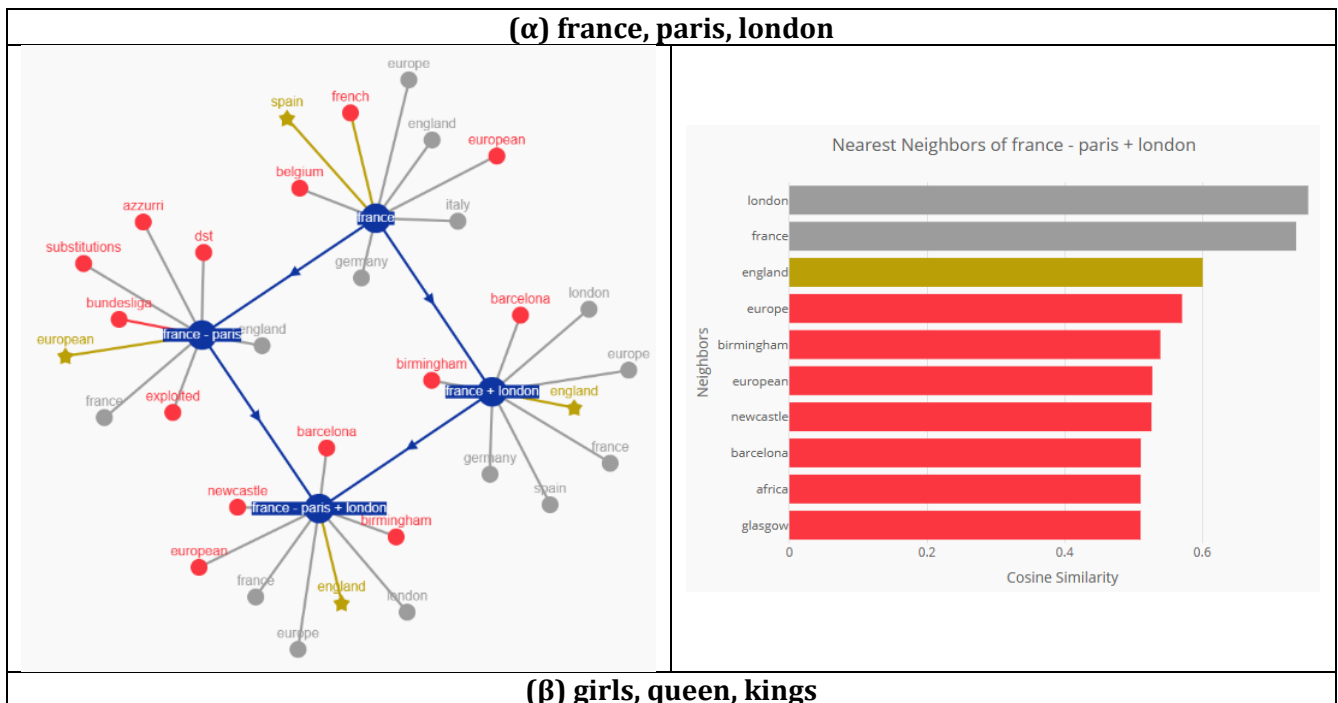 (α) france, paris, london
europe
spain
french
england
european
belgium
italy
azzurri
france
dst
substitutions
germany
bundesliga
france - paris
england
european
france
exploited
barcelona
london
europe
birmingham
france + london
england
france
germany
spain
barcelona
newcastle
france - paris + london
birmingham
european
france
england
london
europe
Nearest Neighbors of france - paris + london
Neighbors
london
france
england
europe
birmingham
european
newcastle
barcelona
africa
glasgow
0 0.2 0.4 0.6
Cosine Similarity
(β) girls, queen, kings